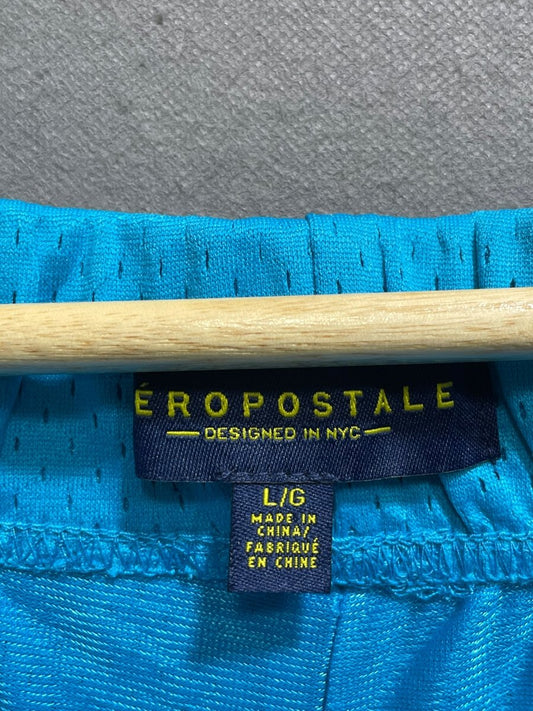 ÉROPOSTALE
DESIGNED IN NYC
L/G
MADE IN
CHINA/
FABRIQUÉ
EN CHINE